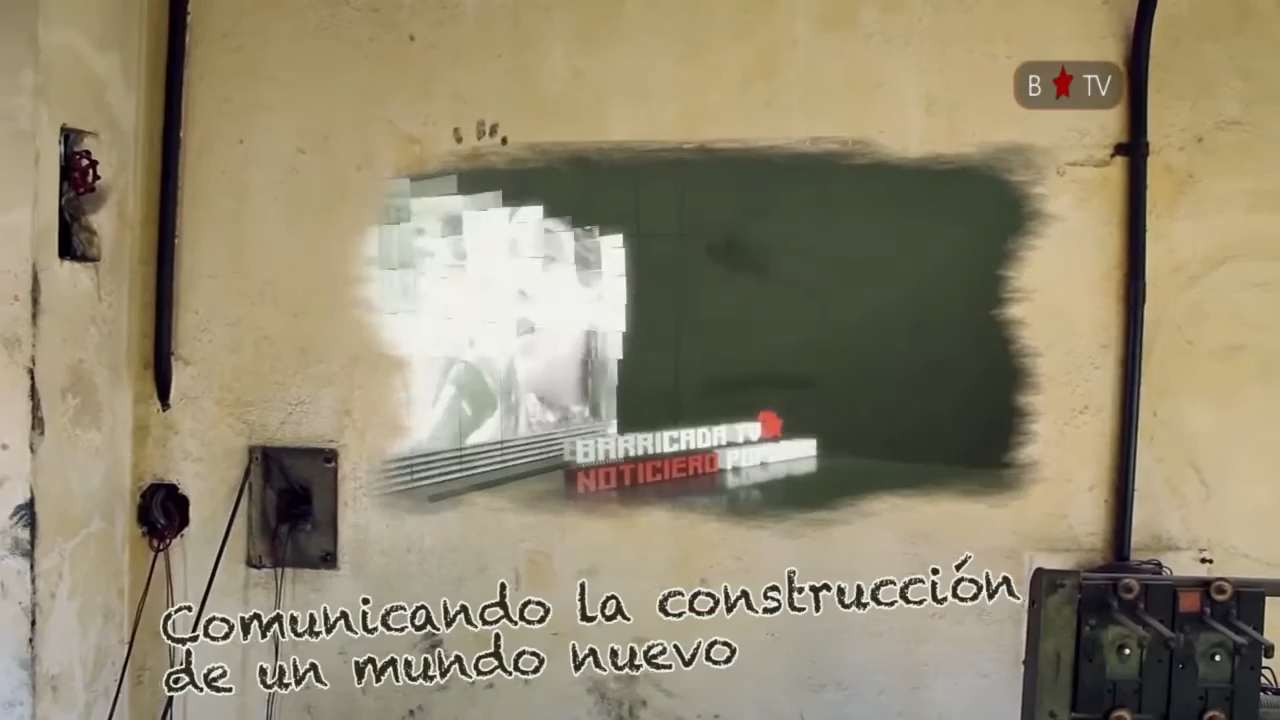 B TV
BARRICADA TV
NOTICIERO
Comunicando la construcción
de un mundo nuevo